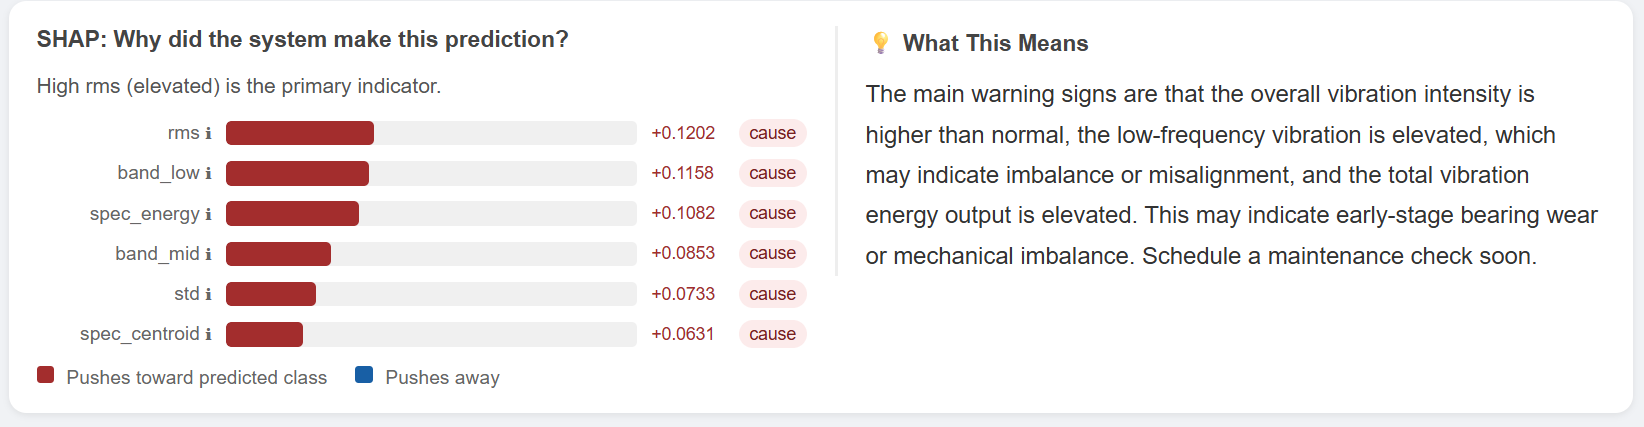 SHAP: Why did the system make this prediction?
High rms (elevated) is the primary indicator.
rms ℹ +0.1202 cause
band_low ℹ +0.1158 cause
spec_energy ℹ +0.1082 cause
band_mid ℹ +0.0853 cause
std ℹ +0.0733 cause
spec_centroid ℹ +0.0631 cause
Pushes toward predicted class Pushes away
💡 What This Means
The main warning signs are that the overall vibration intensity is
higher than normal, the low-frequency vibration is elevated, which
may indicate imbalance or misalignment, and the total vibration
energy output is elevated. This may indicate early-stage bearing wear
or mechanical imbalance. Schedule a maintenance check soon.